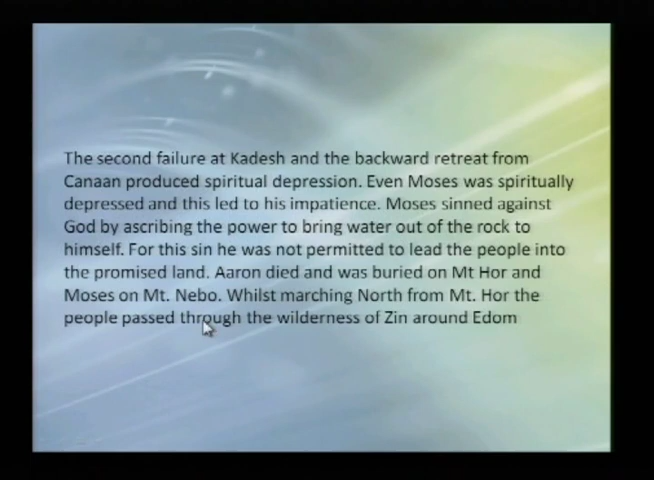 The second failure at Kadesh and the backward retreat from
Canaan produced spiritual depression. Even Moses was spiritually
depressed and this led to his impatience. Moses sinned against
God by ascribing the power to bring water out of the rock to
himself. For this sin he was not permitted to lead the people into
the promised land. Aaron died and was buried on Mt Hor and
Moses on Mt. Nebo. Whilst marching North from Mt. Hor the
people passed through the wilderness of Zin around Edom